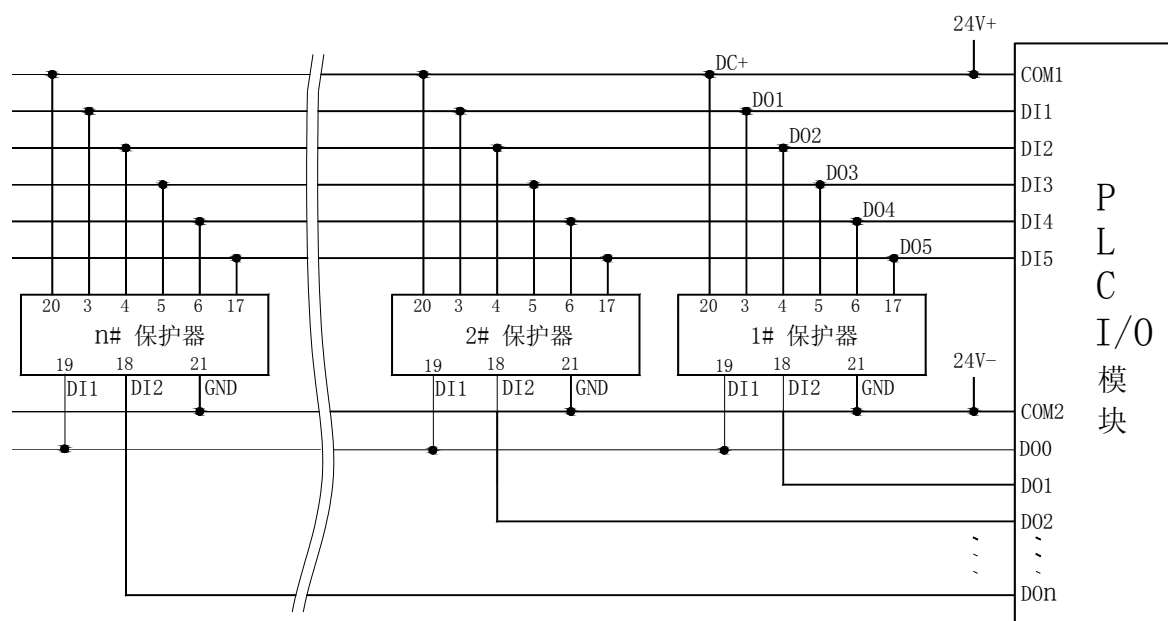 24V+
DC+ COM1
DO1 DI1
DO2 DI2
DO3 DI3
DO4 DI4
DO5 DI5
20 3 4 5 6 17
20 3 4 5 6 17
20 3 4 5 6 17
n# 保护器
2# 保护器
1# 保护器
19 18 21
19 18 21
19 18 21
DI1 DI2 GND
DI1 DI2 GND
DI1 DI2 GND
24V-
COM2
DO0
DO1
DO2
DOn
P
L
C
I/O
模
块